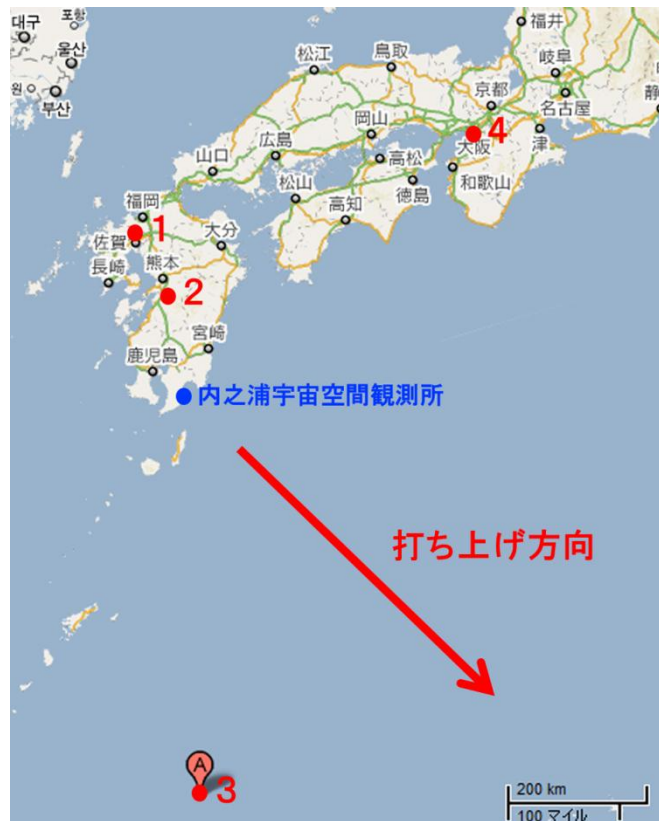 대구
포항
울산
원
부산
福井
松江
鳥取
岐阜
京都
名古屋
静
岡山
広島
大阪
4
津
山口
高松
松山
徳島
和歌山
福岡
高知
1
佐賀
大分
長崎
熊本
2
宮崎
鹿児島
内之浦宇宙空間観測所
打ち上げ方向
A
3
200 km
100 マイル